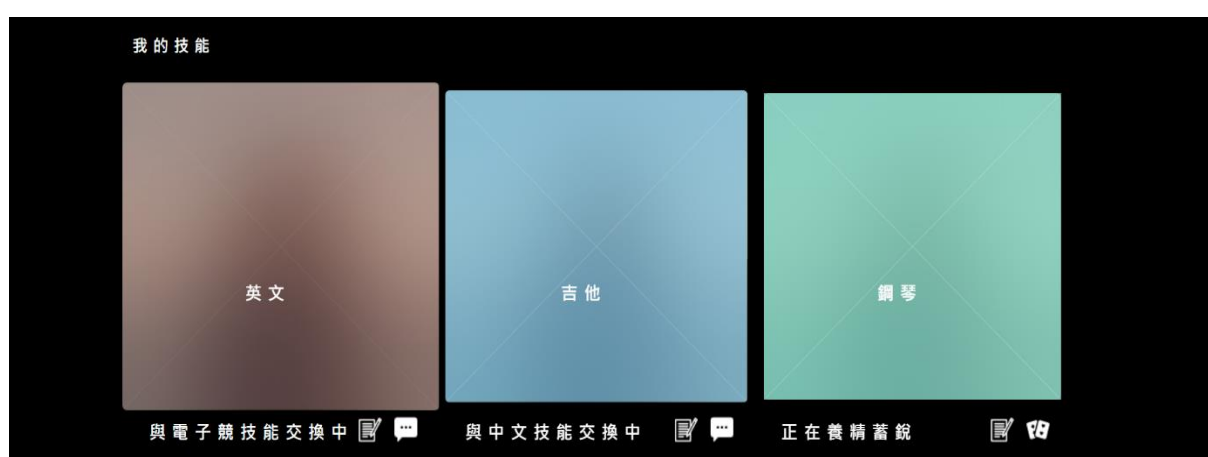 我的技能
英文
吉他
鋼琴
與電子競技能交換中
與中文技能交換中
正在養精蓄銳